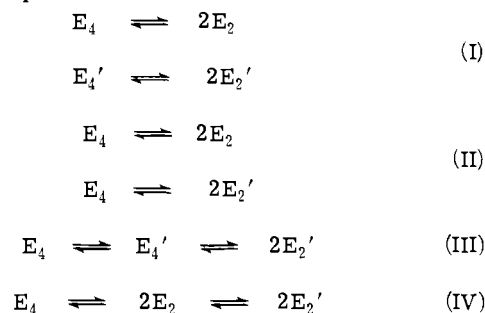 E₄ ⇌ 2E₂
(I)
E₄′ ⇌ 2E₂′
E₄ ⇌ 2E₂
(II)
E₄ ⇌ 2E₂′
E₄ ⇌ E₄′ ⇌ 2E₂′ (III)
E₄ ⇌ 2E₂ ⇌ 2E₂′ (IV)